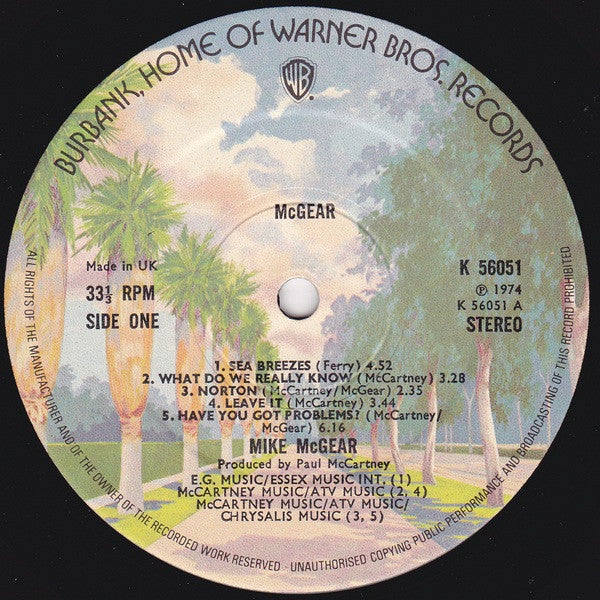 BURBANK, HOME OF WARNER BROS. RECORDS
WB
McGEAR
Made in UK
33⅓ RPM
SIDE ONE
K 56051
℗ 1974
K 56051 A
STEREO
1. SEA BREEZES (Ferry) 4.52
2. WHAT DO WE REALLY KNOW (McCartney) 3.28
3. NORTON (McCartney/McGear) 2.35
4. LEAVE IT (McCartney) 3.44
5. HAVE YOU GOT PROBLEMS? (McCartney/
McGear) 6.16
MIKE McGEAR
Produced by Paul McCartney
E.G. MUSIC/ESSEX MUSIC INT. (1)
McCARTNEY MUSIC/ATV MUSIC (2, 4)
McCARTNEY MUSIC/ATV MUSIC/
CHRYSALIS MUSIC (3, 5)
ALL RIGHTS OF THE MANUFACTURER AND OF THE OWNER OF THE RECORDED WORK RESERVED - UNAUTHORISED COPYING PUBLIC PERFORMANCE AND BROADCASTING OF THIS RECORD PROHIBITED